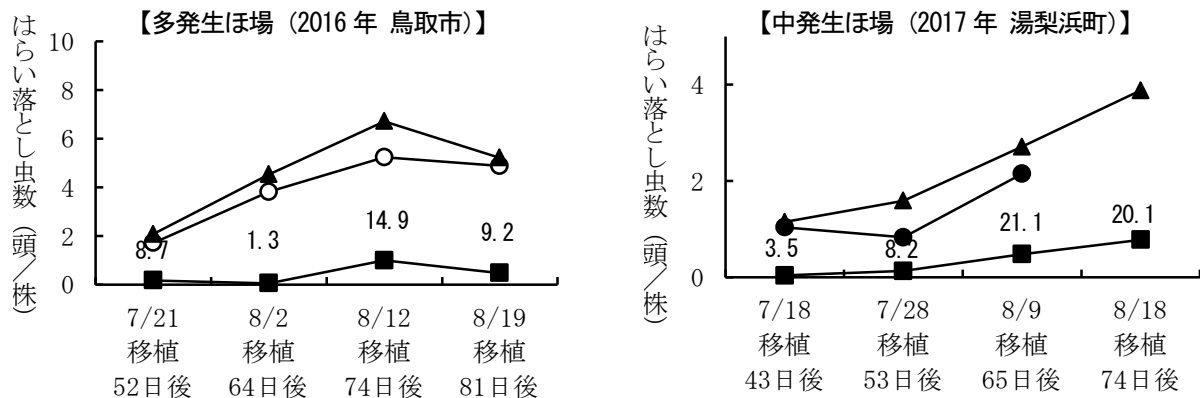 【多発生ほ場（2016年 鳥取市）】
はらい落とし虫数（頭／株）
10
8
6
4
2
0
8.7
1.3
14.9
9.2
7/21 8/2 8/12 8/19
移植 移植 移植 移植
52日後 64日後 74日後 81日後
【中発生ほ場（2017年 湯梨浜町）】
はらい落とし虫数（頭／株）
4
2
0
3.5
8.2
21.1
20.1
7/18 7/28 8/9 8/18
移植 移植 移植 移植
43日後 53日後 65日後 74日後